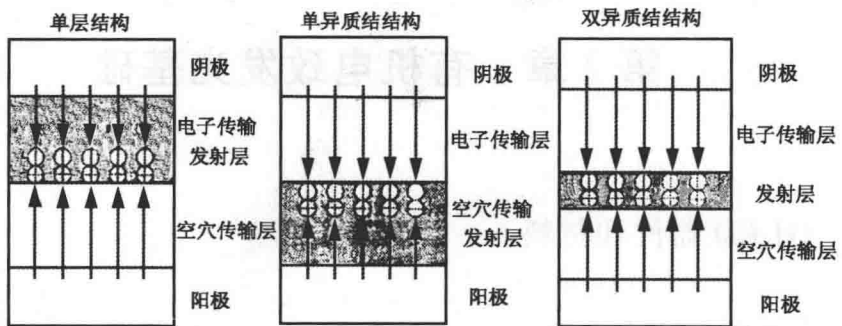 单层结构
阴极
电子传输
发射层
空穴传输层
阳极
单异质结结构
阴极
电子传输层
空穴传输
发射层
阳极
双异质结结构
阴极
电子传输层
发射层
空穴传输层
阳极